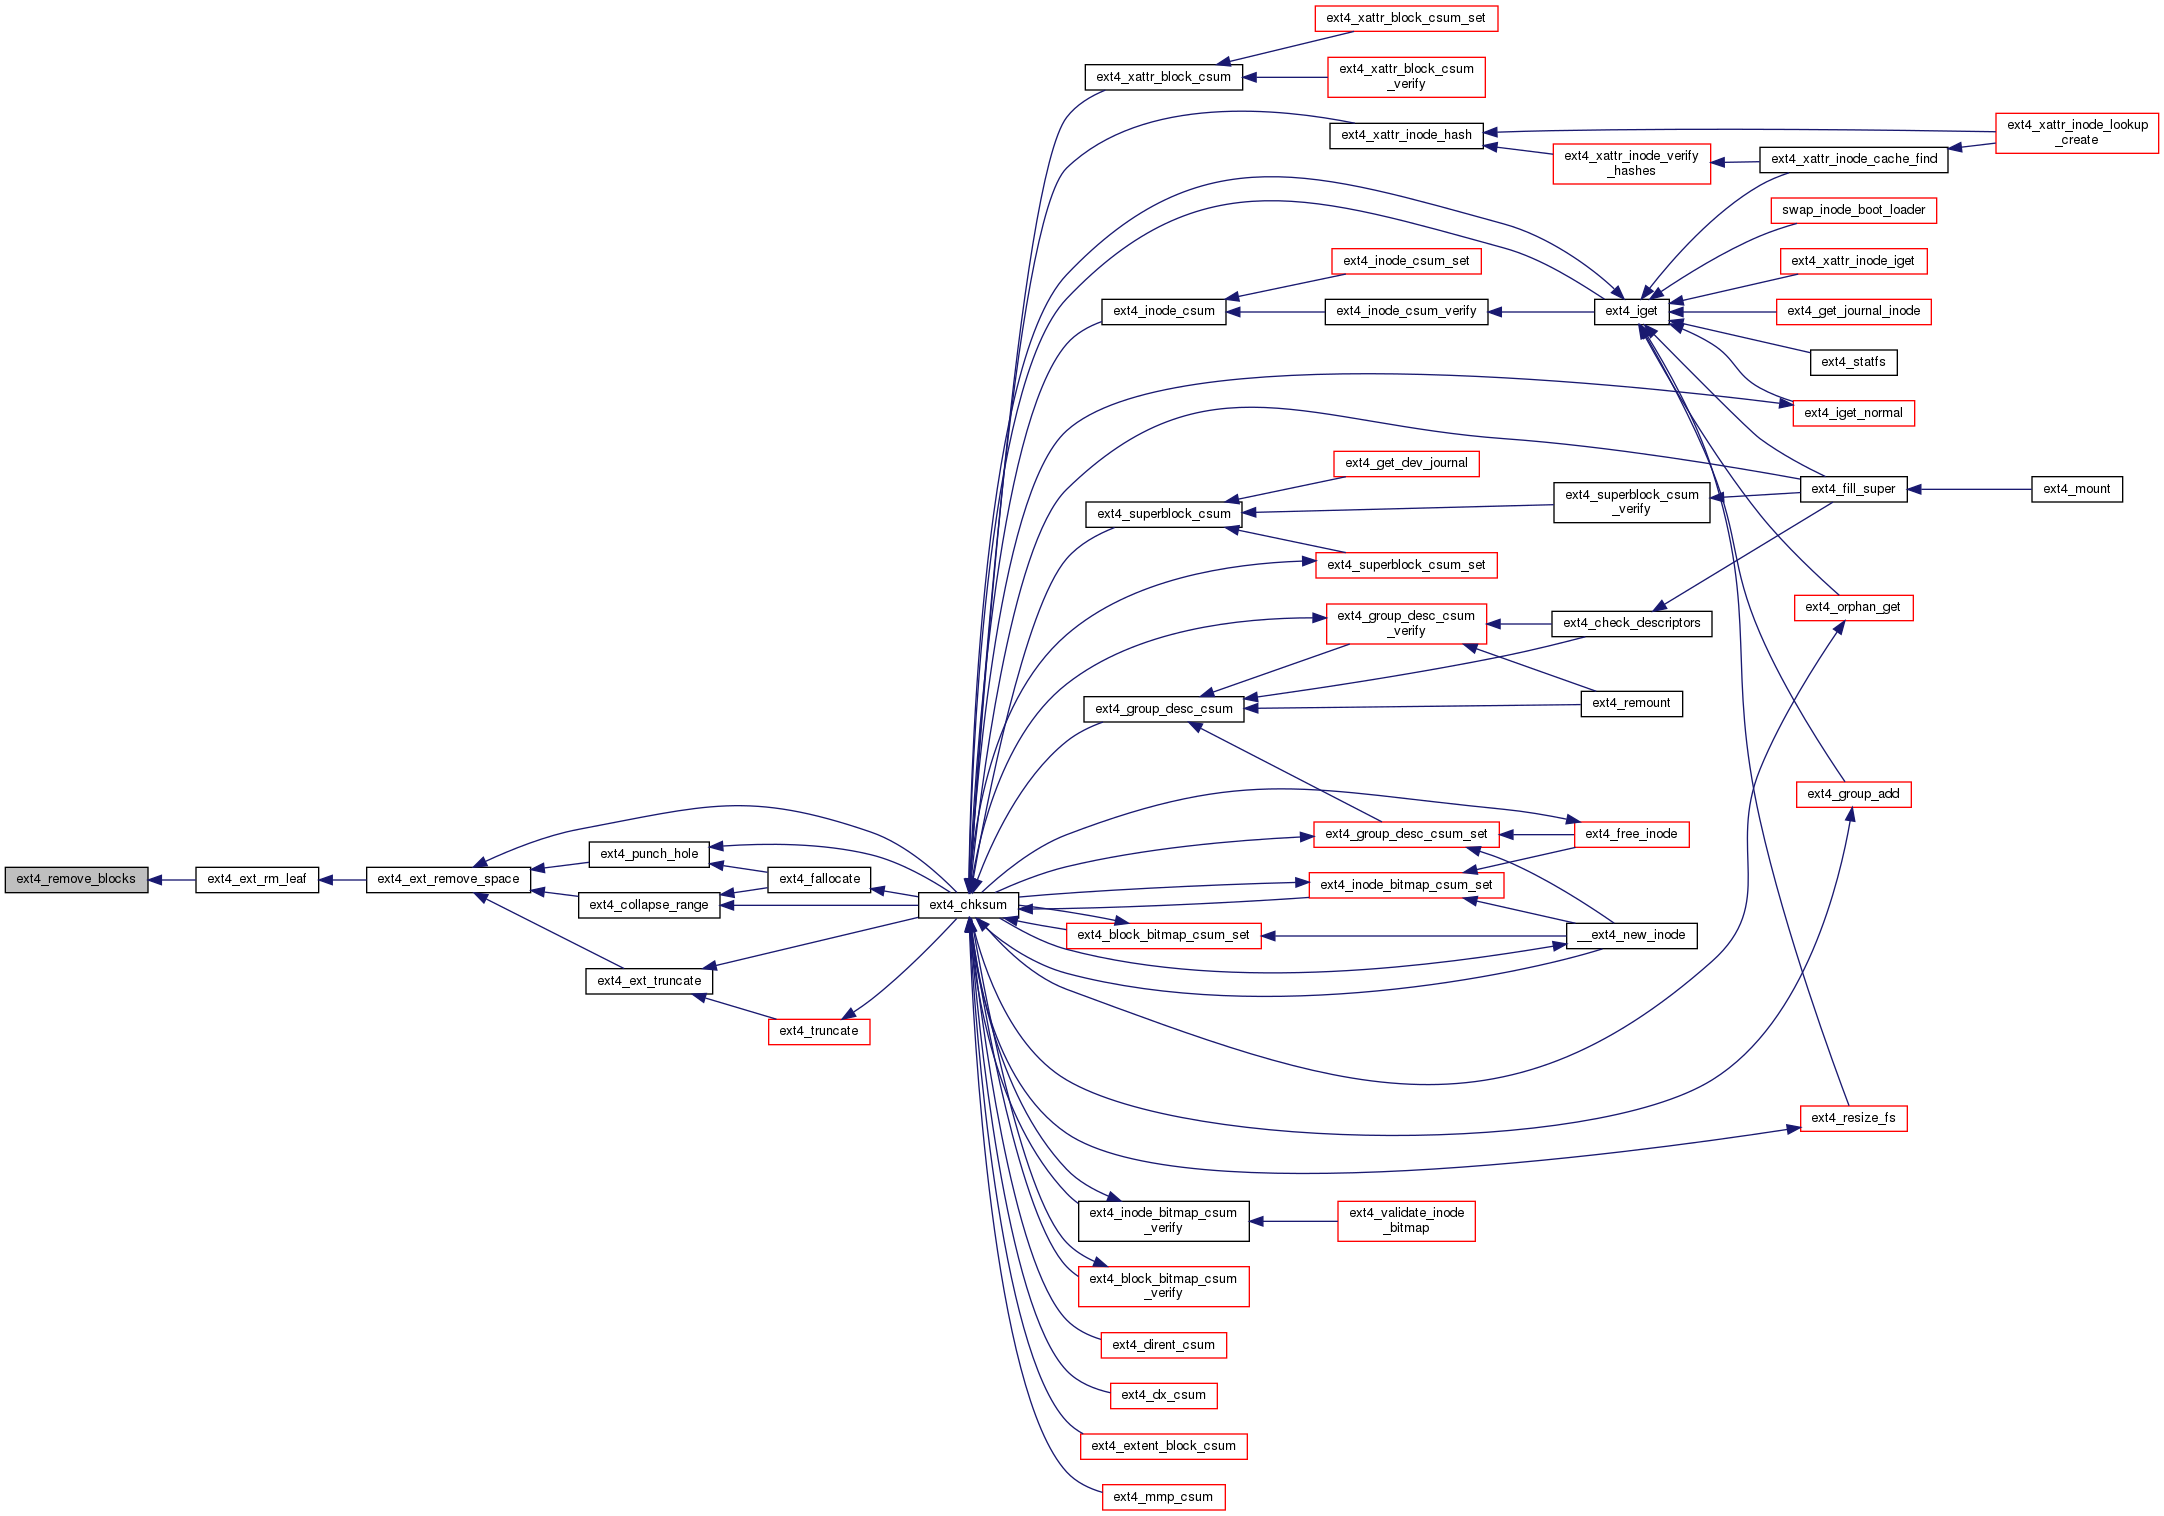 ext4_xattr_block_csum_set
ext4_xattr_block_csum
ext4_xattr_block_csum
_verify
ext4_xattr_inode_hash
ext4_xattr_inode_lookup
_create
ext4_xattr_inode_verify
_hashes
ext4_xattr_inode_cache_find
swap_inode_boot_loader
ext4_inode_csum_set
ext4_xattr_inode_iget
ext4_inode_csum
ext4_inode_csum_verify
ext4_iget
ext4_get_journal_inode
ext4_statfs
ext4_iget_normal
ext4_get_dev_journal
ext4_fill_super
ext4_mount
ext4_superblock_csum
ext4_superblock_csum
_verify
ext4_superblock_csum_set
ext4_orphan_get
ext4_group_desc_csum
_verify
ext4_check_descriptors
ext4_group_desc_csum
ext4_remount
ext4_group_add
ext4_group_desc_csum_set
ext4_free_inode
ext4_punch_hole
ext4_remove_blocks
ext4_ext_rm_leaf
ext4_ext_remove_space
ext4_fallocate
ext4_inode_bitmap_csum_set
ext4_collapse_range
ext4_chksum
ext4_block_bitmap_csum_set
__ext4_new_inode
ext4_ext_truncate
ext4_truncate
ext4_resize_fs
ext4_inode_bitmap_csum
_verify
ext4_validate_inode
_bitmap
ext4_block_bitmap_csum
_verify
ext4_dirent_csum
ext4_dx_csum
ext4_extent_block_csum
ext4_mmp_csum